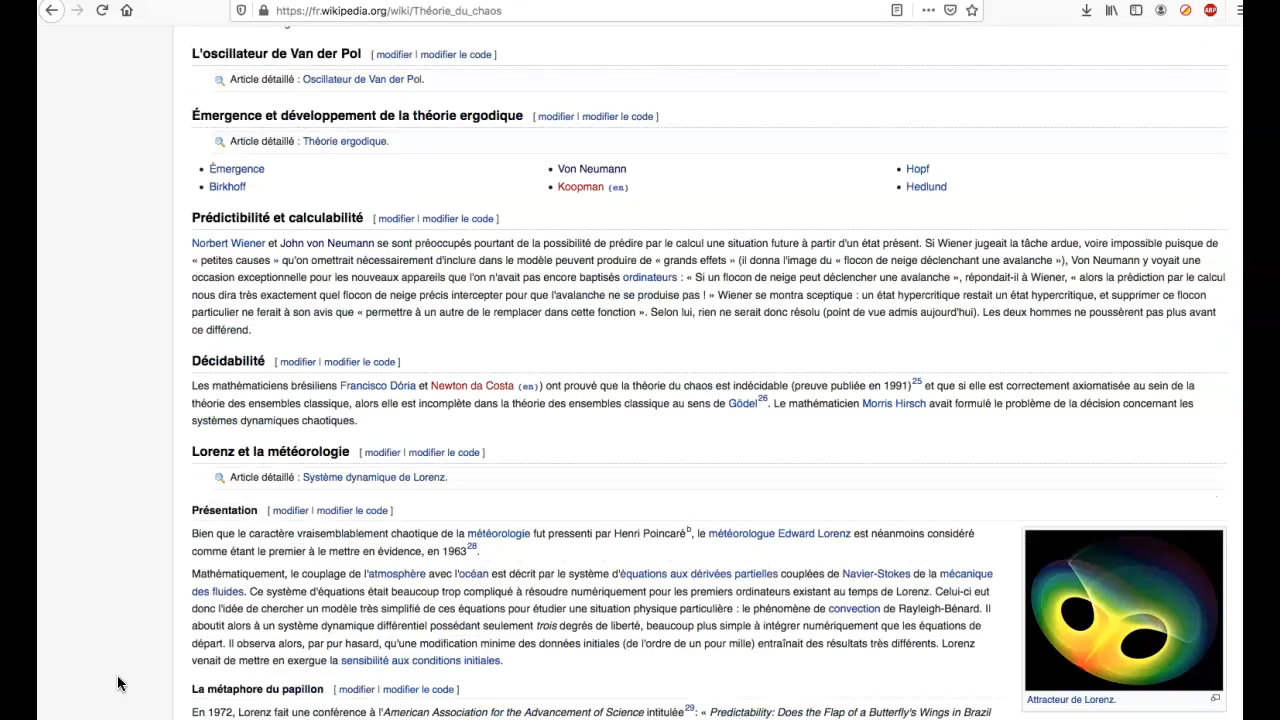 https://fr.wikipedia.org/wiki/Théorie_du_chaos
ABP
L'oscillateur de Van der Pol [ modifier | modifier le code ]
Article détaillé : Oscillateur de Van der Pol.
Émergence et développement de la théorie ergodique [ modifier | modifier le code ]
Article détaillé : Théorie ergodique.
• Émergence
• Birkhoff
• Von Neumann
• Koopman (en)
• Hopf
• Hedlund
Prédictibilité et calculabilité [ modifier | modifier le code ]
Norbert Wiener et John von Neumann se sont préoccupés pourtant de la possibilité de prédire par le calcul une situation future à partir d'un état présent. Si Wiener jugeait la tâche ardue, voire impossible puisque de
« petites causes » qu'on omettrait nécessairement d'inclure dans le modèle peuvent produire de « grands effets » (il donna l'image du « flocon de neige déclenchant une avalanche »), Von Neumann y voyait une
occasion exceptionnelle pour les nouveaux appareils que l'on n'avait pas encore baptisés ordinateurs : « Si un flocon de neige peut déclencher une avalanche », répondait-il à Wiener, « alors la prédiction par le calcul
nous dira très exactement quel flocon de neige précis intercepter pour que l'avalanche ne se produise pas ! » Wiener se montra sceptique : un état hypercritique restait un état hypercritique, et supprimer ce flocon
particulier ne ferait à son avis que « permettre à un autre de le remplacer dans cette fonction ». Selon lui, rien ne serait donc résolu (point de vue admis aujourd'hui). Les deux hommes ne poussèrent pas plus avant
ce différend.
Décidabilité [ modifier | modifier le code ]
Les mathématiciens brésiliens Francisco Dória et Newton da Costa (en)) ont prouvé que la théorie du chaos est indécidable (preuve publiée en 1991)25 et que si elle est correctement axiomatisée au sein de la
théorie des ensembles classique, alors elle est incomplète dans la théorie des ensembles classique au sens de Gödel26. Le mathématicien Morris Hirsch avait formulé le problème de la décision concernant les
systèmes dynamiques chaotiques.
Lorenz et la météorologie [ modifier | modifier le code ]
Article détaillé : Système dynamique de Lorenz.
Présentation [ modifier | modifier le code ]
Bien que le caractère vraisemblablement chaotique de la météorologie fut pressenti par Henri Poincaréb, le météorologue Edward Lorenz est néanmoins considéré
comme étant le premier à le mettre en évidence, en 196328.
Mathématiquement, le couplage de l'atmosphère avec l'océan est décrit par le système d'équations aux dérivées partielles couplées de Navier-Stokes de la mécanique
des fluides. Ce système d'équations était beaucoup trop compliqué à résoudre numériquement pour les premiers ordinateurs existant au temps de Lorenz. Celui-ci eut
donc l'idée de chercher un modèle très simplifié de ces équations pour étudier une situation physique particulière : le phénomène de convection de Rayleigh-Bénard. Il
aboutit alors à un système dynamique différentiel possédant seulement trois degrés de liberté, beaucoup plus simple à intégrer numériquement que les équations de
départ. Il observa alors, par pur hasard, qu'une modification minime des données initiales (de l'ordre de un pour mille) entraînait des résultats très différents. Lorenz
venait de mettre en exergue la sensibilité aux conditions initiales.
Attracteur de Lorenz.
La métaphore du papillon [ modifier | modifier le code ]
En 1972, Lorenz fait une conférence à l'American Association for the Advancement of Science intitulée29: « Predictability: Does the Flap of a Butterfly's Wings in Brazil